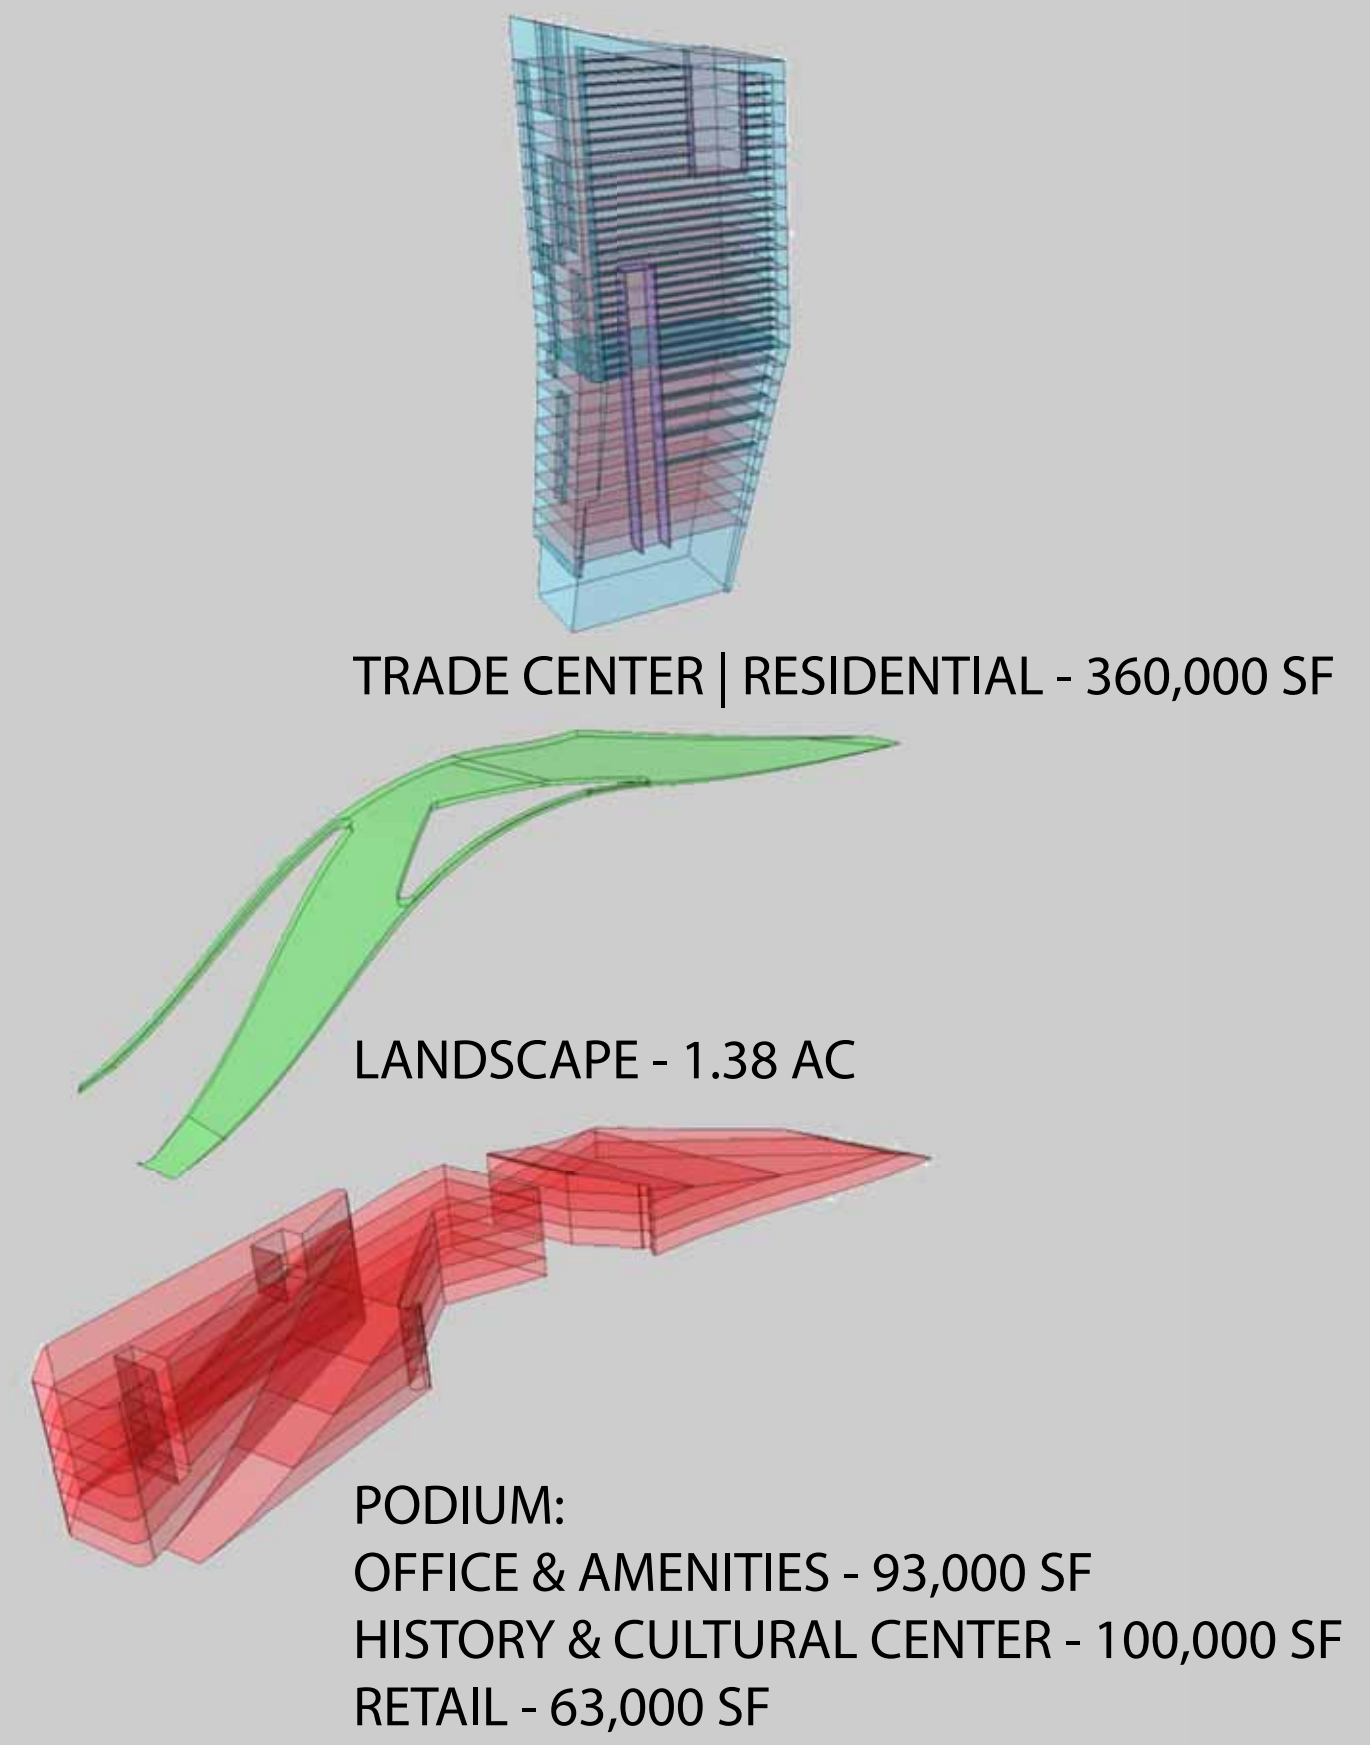 TRADE CENTER | RESIDENTIAL - 360,000 SF
LANDSCAPE - 1.38 AC
PODIUM:
OFFICE & AMENITIES - 93,000 SF
HISTORY & CULTURAL CENTER - 100,000 SF
RETAIL - 63,000 SF